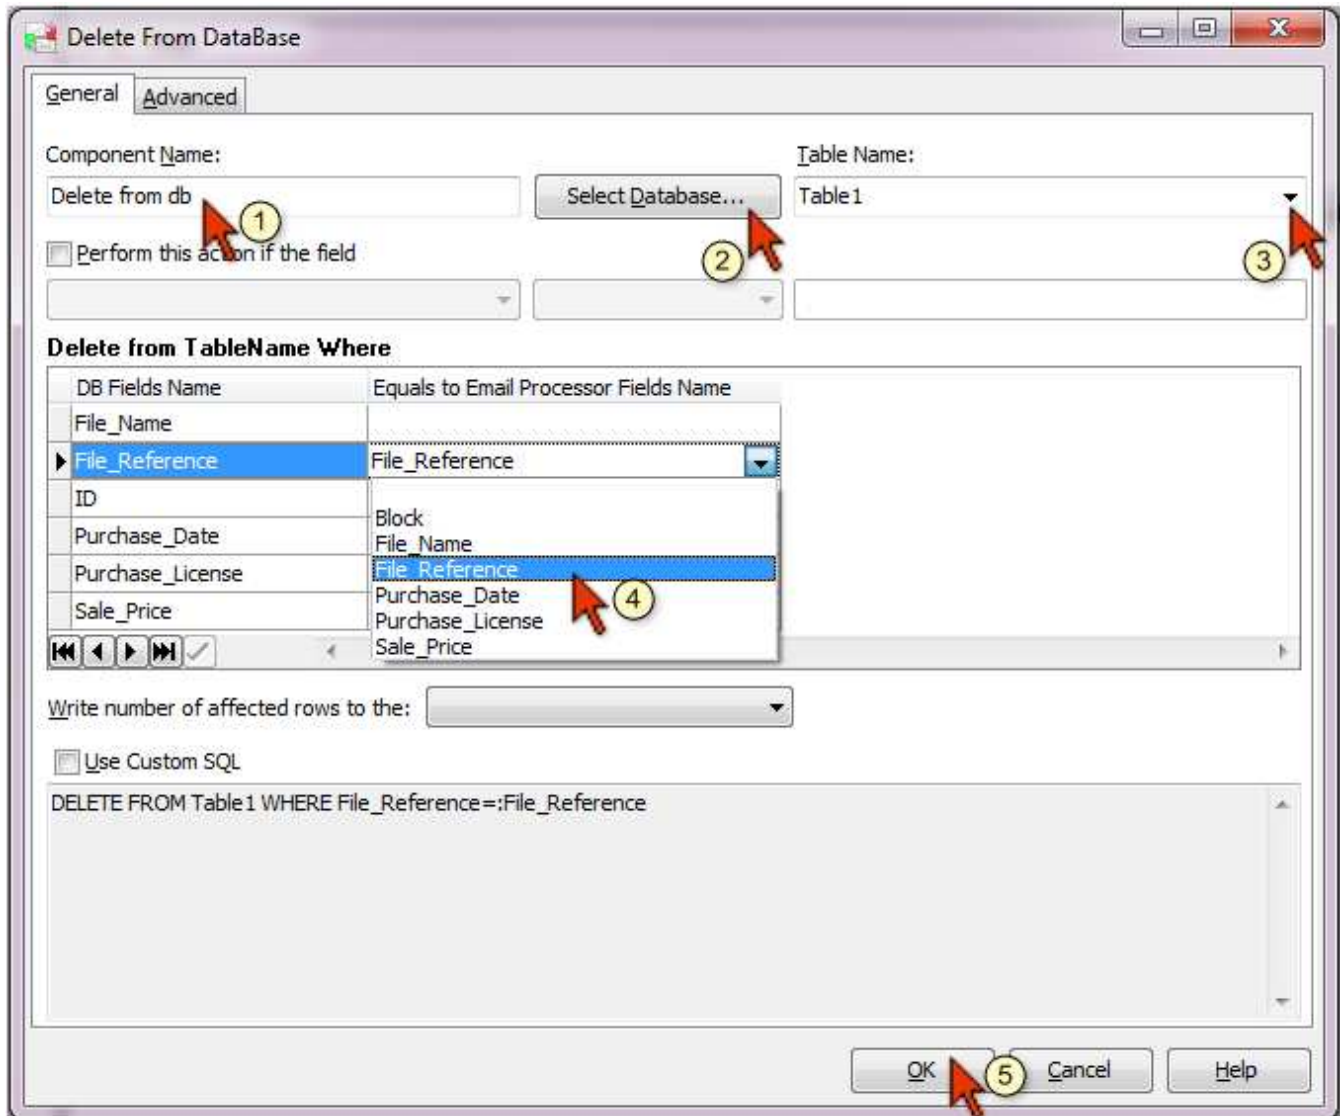 Delete From DataBase
General Advanced
Component Name: Table Name:
Delete from db Select Database... Table1
1 2 3
Perform this action if the field
Delete from TableName Where
DB Fields Name Equals to Email Processor Fields Name
File_Name
File_Reference File_Reference
ID
Block
Purchase_Date File_Name
File_Reference
Purchase_License Purchase_Date 4
Purchase_License
Sale_Price Sale_Price
Write number of affected rows to the:
Use Custom SQL
DELETE FROM Table1 WHERE File_Reference=:File_Reference
OK 5 Cancel Help